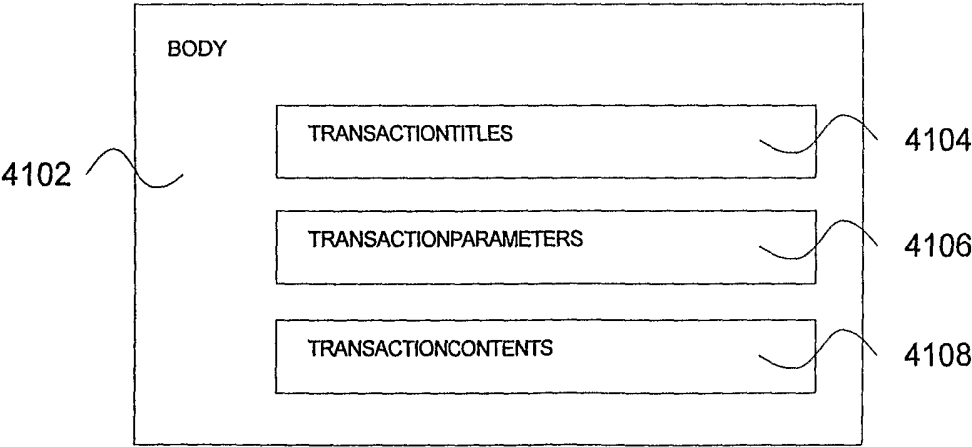 BODY
TRANSACTIONTITLES
4104
4102
TRANSACTIONPARAMETERS
4106
TRANSACTIONCONTENTS
4108